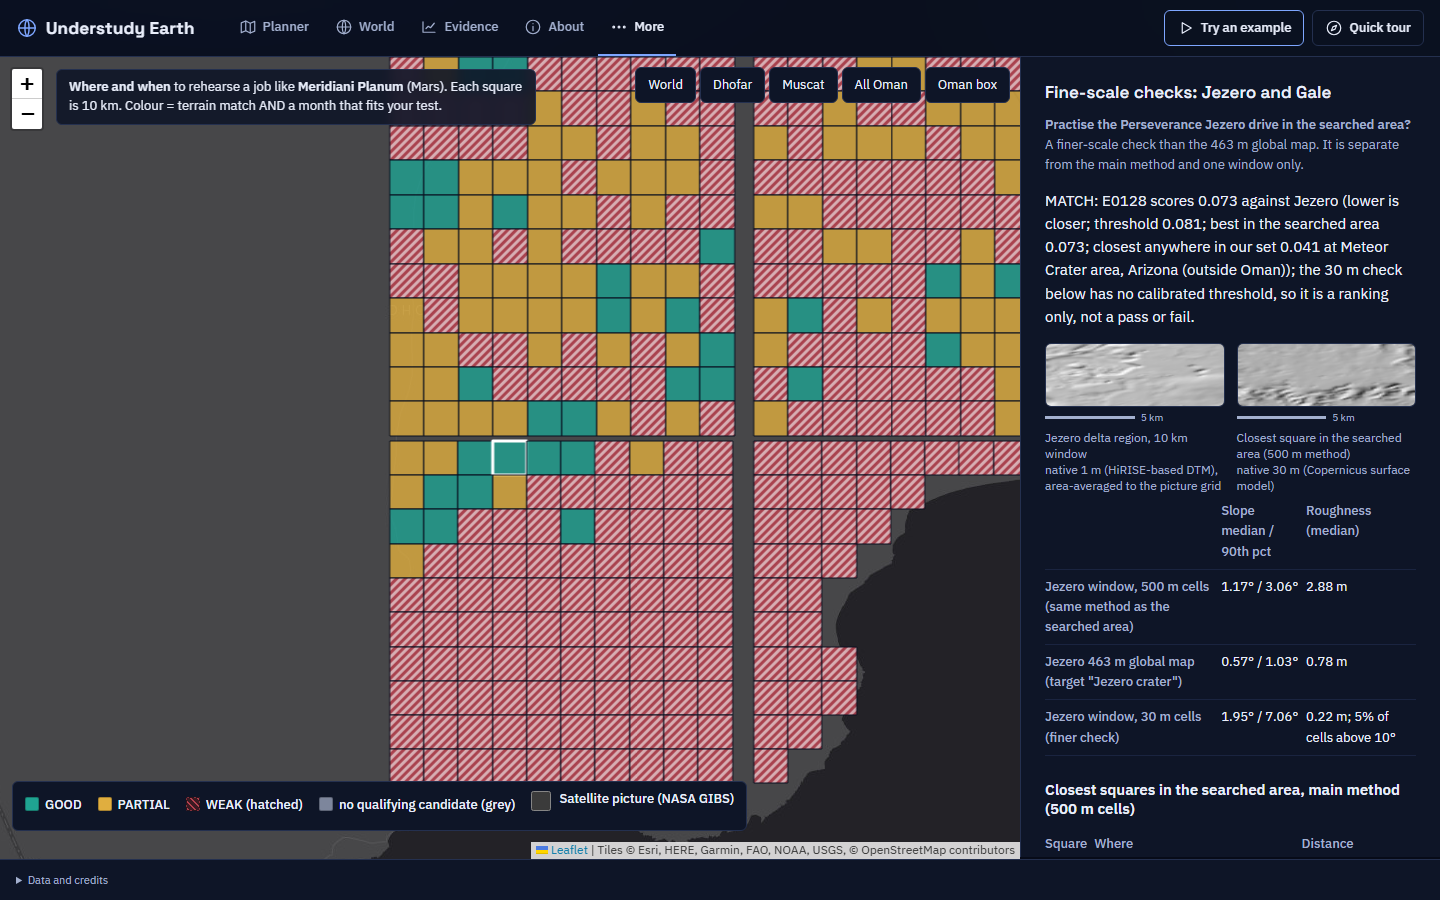 Understudy Earth
Planner
World
Evidence
About
More
Try an example
Quick tour
+
−
Where and when to rehearse a job like Meridiani Planum (Mars). Each square
is 10 km. Colour = terrain match AND a month that fits your test.
World
Dhofar
Muscat
All Oman
Oman box
Fine-scale checks: Jezero and Gale
Practise the Perseverance Jezero drive in the searched area?
A finer-scale check than the 463 m global map. It is separate
from the main method and one window only.
MATCH: E0128 scores 0.073 against Jezero (lower is
closer; threshold 0.081; best in the searched area
0.073; closest anywhere in our set 0.041 at Meteor
Crater area, Arizona (outside Oman)); the 30 m check
below has no calibrated threshold, so it is a ranking
only, not a pass or fail.
5 km
5 km
Jezero delta region, 10 km
window
native 1 m (HiRISE-based DTM),
area-averaged to the picture grid
Closest square in the searched
area (500 m method)
native 30 m (Copernicus surface
model)
Slope
median /
90th pct
Roughness
(median)
Jezero window, 500 m cells
(same method as the
searched area)
1.17° / 3.06°
2.88 m
Jezero 463 m global map
(target "Jezero crater")
0.57° / 1.03°
0.78 m
Jezero window, 30 m cells
(finer check)
1.95° / 7.06°
0.22 m; 5% of
cells above 10°
Closest squares in the searched area, main method
(500 m cells)
Square Where Distance
GOOD
PARTIAL
WEAK (hatched)
no qualifying candidate (grey)
Satellite picture (NASA GIBS)
Leaflet | Tiles © Esri, HERE, Garmin, FAO, NOAA, USGS, © OpenStreetMap contributors
Data and credits